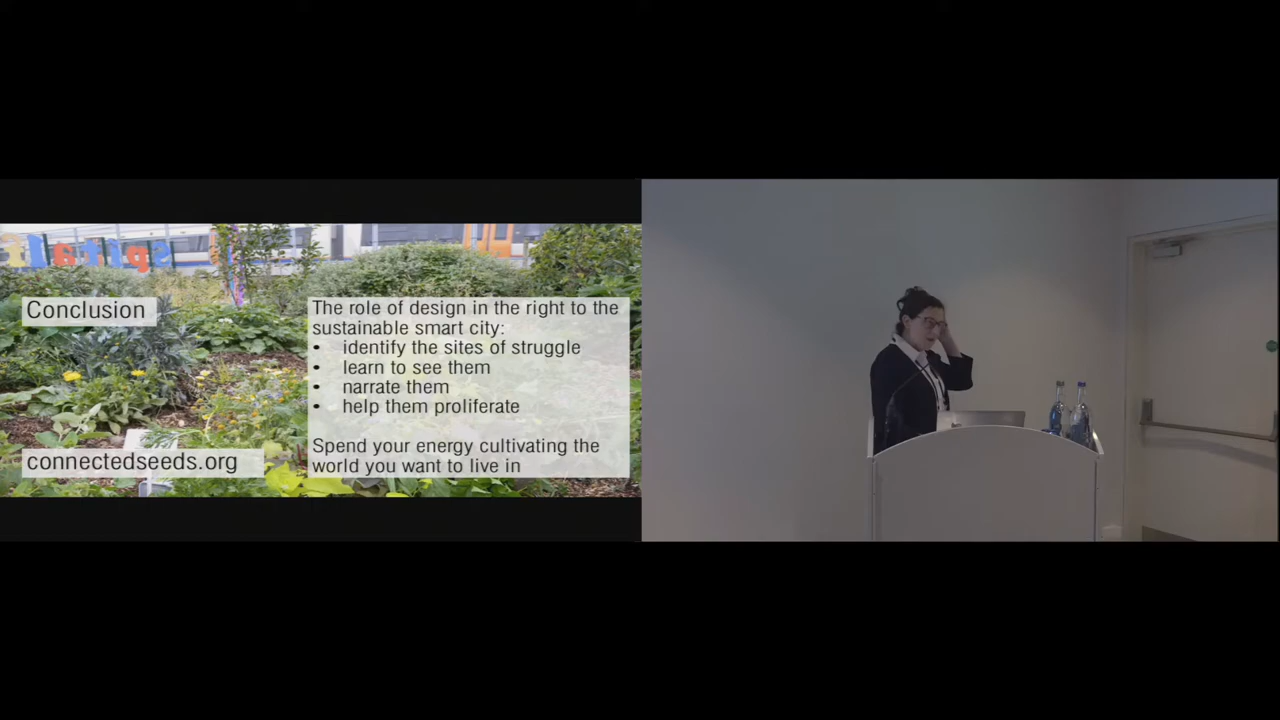 spital
Conclusion
The role of design in the right to the
sustainable smart city:
• identify the sites of struggle
• learn to see them
• narrate them
• help them proliferate
Spend your energy cultivating the
world you want to live in
connectedseeds.org